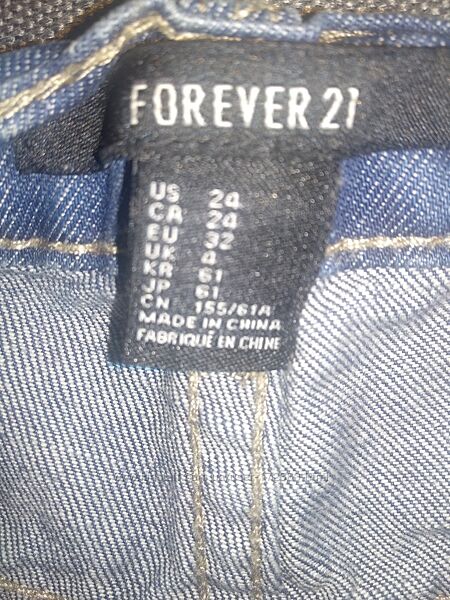 FOREVER 21
US 24
CA 24
EU 32
UK 4
KR 61
JP 61
CN 155/61A
MADE IN CHINA
FABRIQUÉ EN CHINE